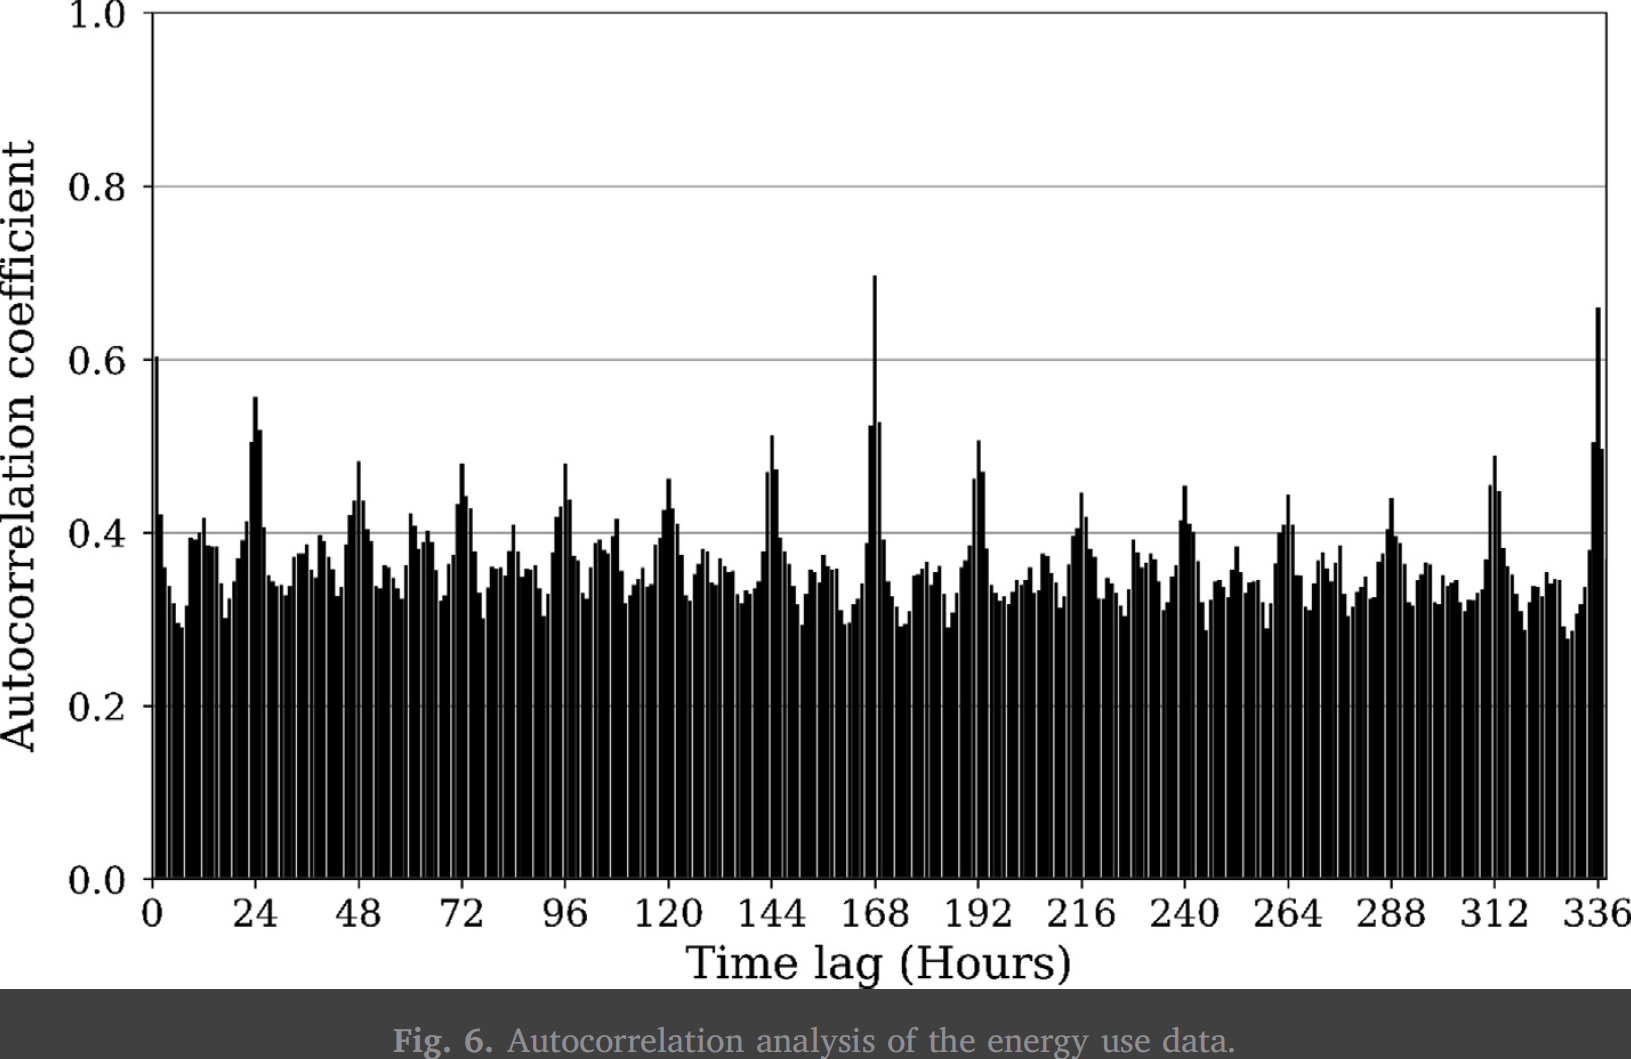 1.0
0.8
0.6
0.4
0.2
0.0
Autocorrelation coefficient
0 24 48 72 96 120 144 168 192 216 240 264 288 312 336
Time lag (Hours)
Fig. 6. Autocorrelation analysis of the energy use data.